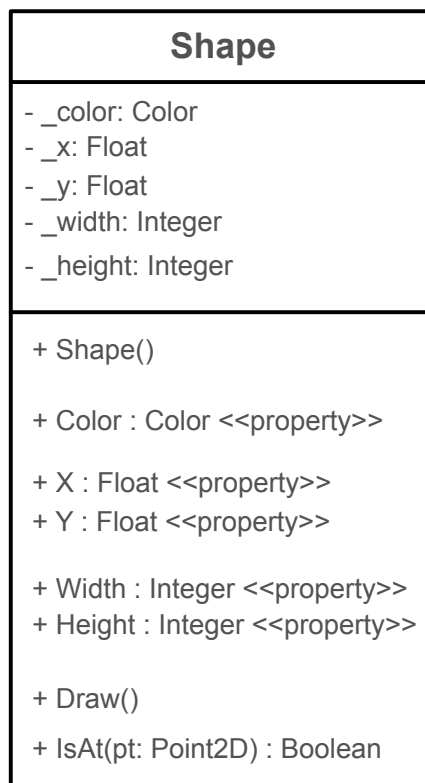 Shape
- _color: Color
- _x: Float
- _y: Float
- _width: Integer
- _height: Integer
+ Shape()
+ Color : Color <<property>>
+ X : Float <<property>>
+ Y : Float <<property>>
+ Width : Integer <<property>>
+ Height : Integer <<property>>
+ Draw()
+ IsAt(pt: Point2D) : Boolean